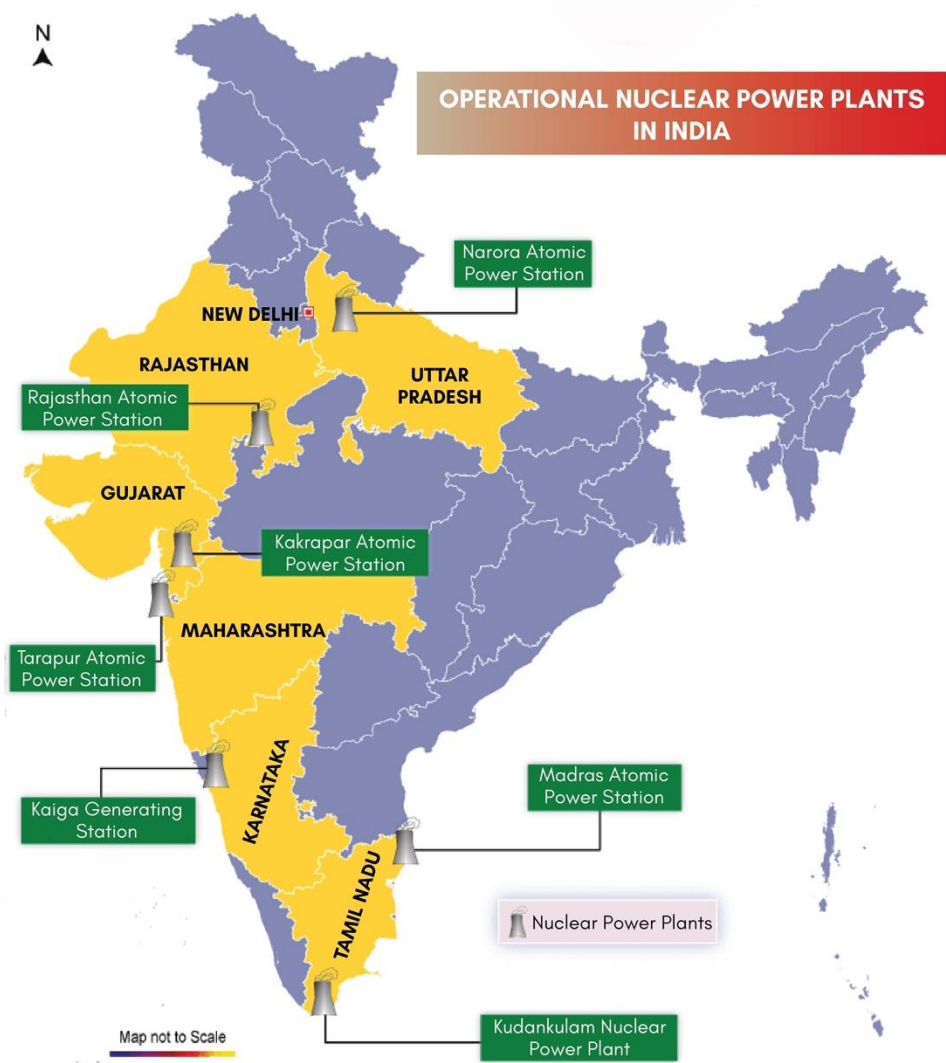 N
OPERATIONAL NUCLEAR POWER PLANTS
IN INDIA
Narora Atomic
Power Station
NEW DELHI
RAJASTHAN
UTTAR
PRADESH
Rajasthan Atomic
Power Station
GUJARAT
Kakrapar Atomic
Power Station
MAHARASHTRA
Tarapur Atomic
Power Station
KARNATAKA
Madras Atomic
Power Station
Kaiga Generating
Station
TAMIL NADU
Nuclear Power Plants
Map not to Scale
Kudankulam Nuclear
Power Plant